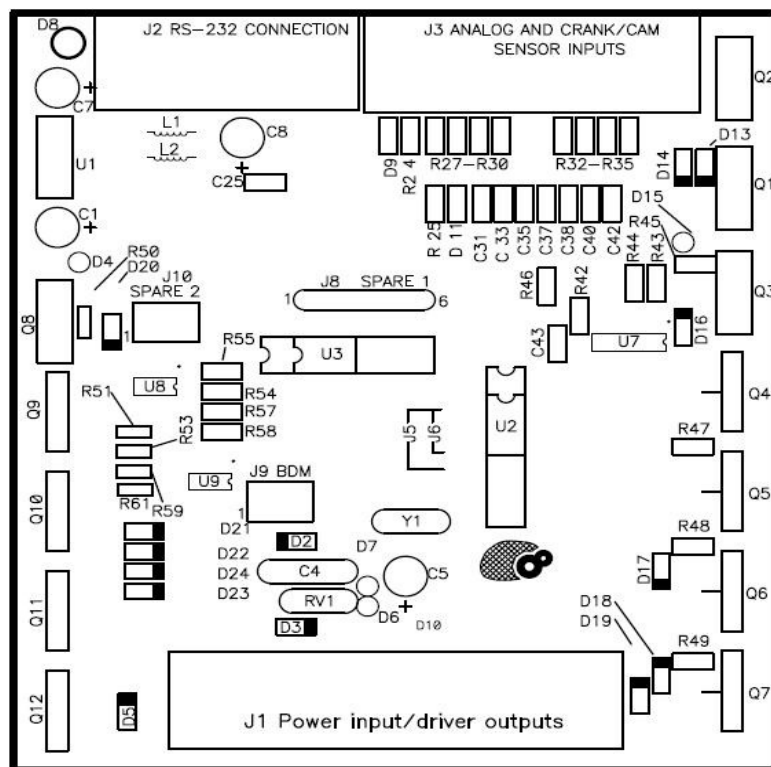 D8
J2 RS-232 CONNECTION
J3 ANALOG AND CRANK/CAM
SENSOR INPUTS
Q2
C7
L1
L2
C8
U1
C25
D9
R2 4
R27-R30
R32-R35
D14
D13
Q1
D15
C1
R 25
D 11
C31
C 33
C35
C37
C38
C40
C42
R45
R44
R43
D4
R50
D20
J10
SPARE 2
J8 SPARE 1
1
6
R46
R42
Q3
Q8
1
D16
R55
U3
C43
U7
U8
R54
R57
R58
Q9
R51
R53
J5
J6
U2
Q4
R47
U9
J9 BDM
R61
R59
1
Q10
Q5
D21
D22
D24
D23
D2
Y1
D7
R48
C4
C5
D17
RV1
D6
D10
D3
Q11
Q6
D18
D19
R49
Q12
D5
J1 Power input/driver outputs
Q7